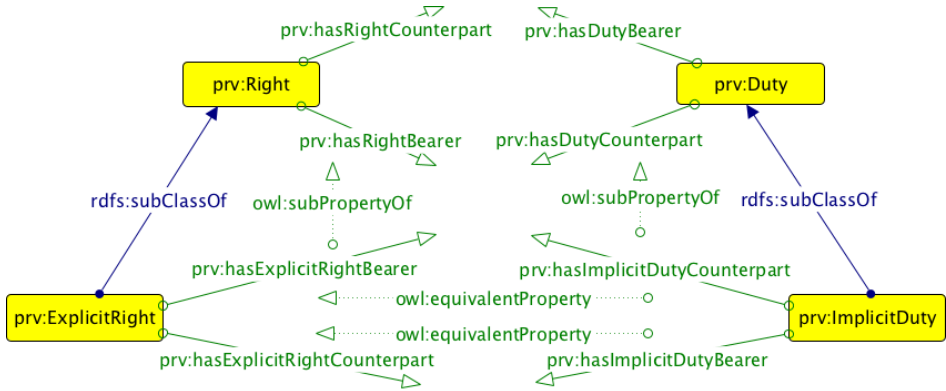 prv:hasRightCounterpart
prv:hasDutyBearer
prv:Right
prv:Duty
prv:hasRightBearer
prv:hasDutyCounterpart
rdfs:subClassOf
owl:subPropertyOf
owl:subPropertyOf
rdfs:subClassOf
prv:hasExplicitRightBearer
prv:hasImplicitDutyCounterpart
owl:equivalentProperty
prv:ExplicitRight
prv:ImplicitDuty
owl:equivalentProperty
prv:hasExplicitRightCounterpart
prv:hasImplicitDutyBearer